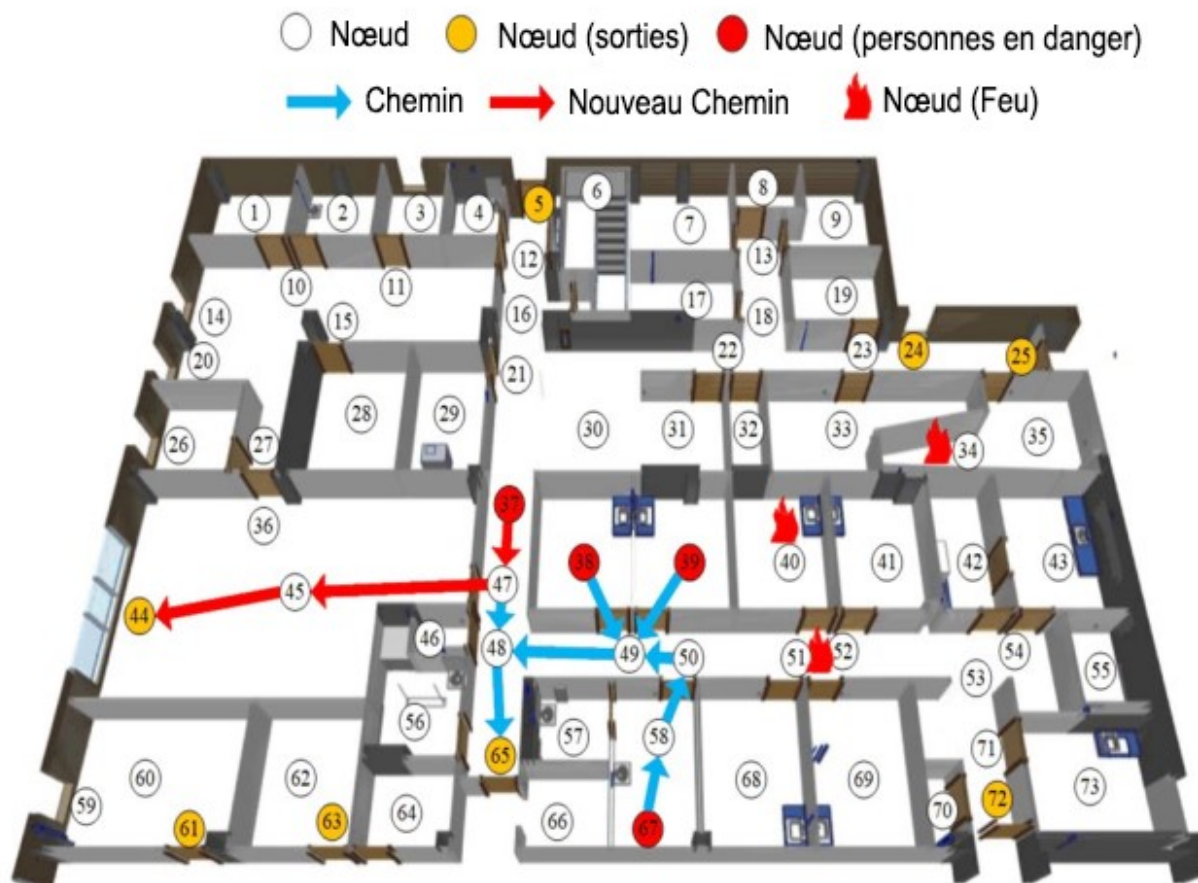 Nœud Nœud (sorties) Nœud (personnes en danger)
Chemin Nouveau Chemin Nœud (Feu)
1 2 3 4 5 6 7 8 9
10 11 12 13
14 15 16 17 18 19
20 21 22 23 24 25
26 27 28 29 30 31 32 33 34 35
36 37 38 39 40 41 42 43
44 45 46 47 48 49 50 51 52 53 54 55
56 57 58
59 60 61 62 63 64 65 66 67 68 69 70 71 72 73